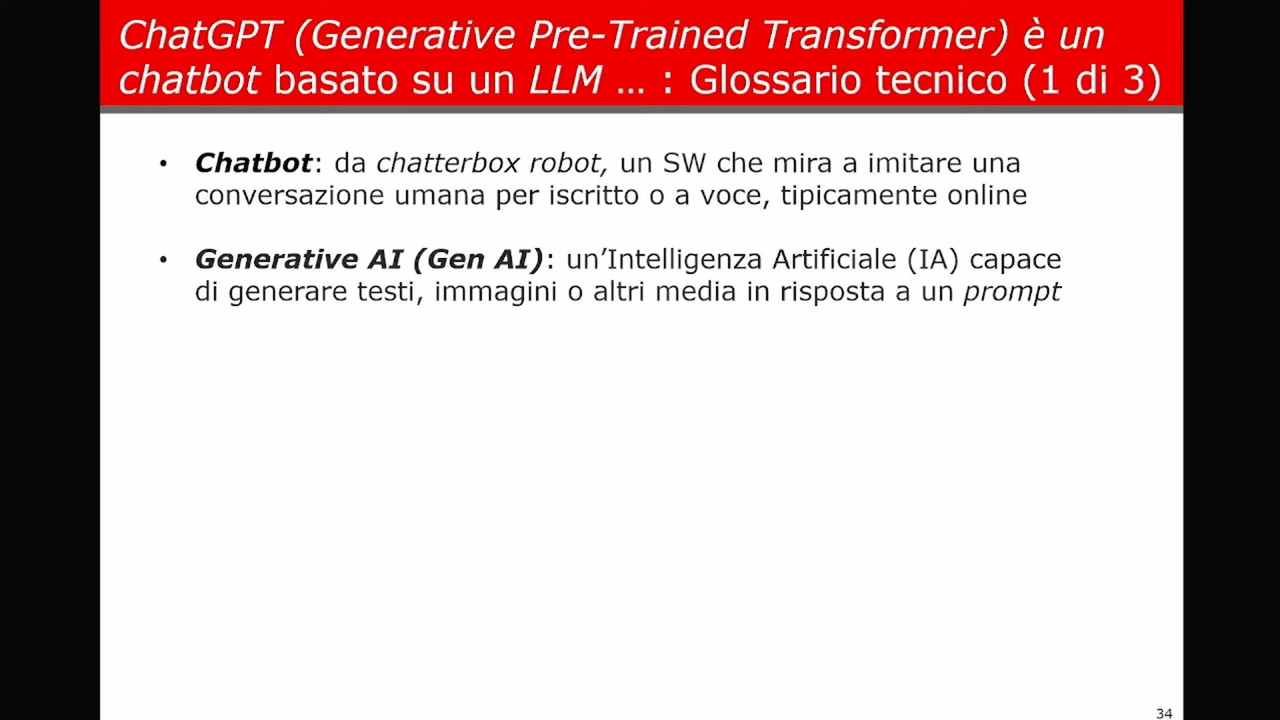 ChatGPT (Generative Pre-Trained Transformer) è un
chatbot basato su un LLM … : Glossario tecnico (1 di 3)
• Chatbot: da chatterbox robot, un SW che mira a imitare una
conversazione umana per iscritto o a voce, tipicamente online
• Generative AI (Gen AI): un’Intelligenza Artificiale (IA) capace
di generare testi, immagini o altri media in risposta a un prompt
34